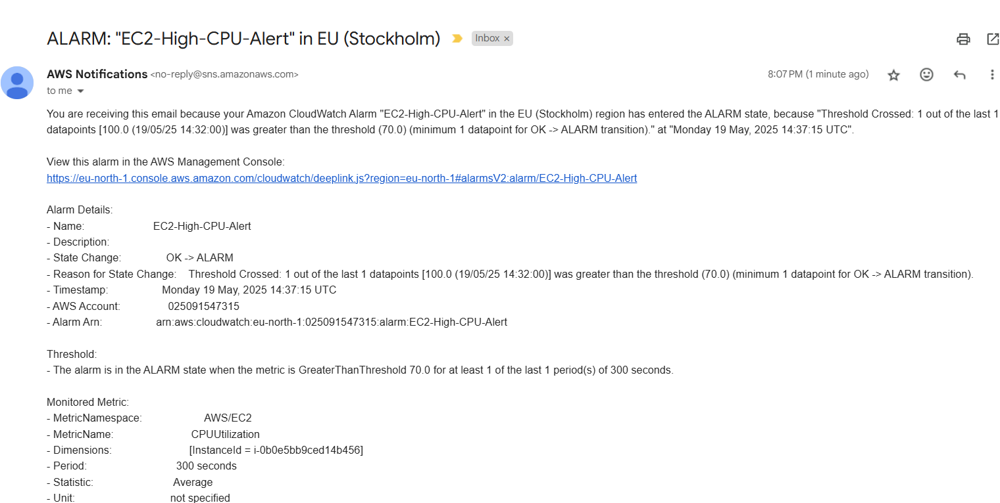 ALARM: "EC2-High-CPU-Alert" in EU (Stockholm) Inbox ×
AWS Notifications <no-reply@sns.amazonaws.com> 8:07 PM (1 minute ago)
to me
You are receiving this email because your Amazon CloudWatch Alarm "EC2-High-CPU-Alert" in the EU (Stockholm) region has entered the ALARM state, because "Threshold Crossed: 1 out of the last 1
datapoints [100.0 (19/05/25 14:32:00)] was greater than the threshold (70.0) (minimum 1 datapoint for OK -> ALARM transition)." at "Monday 19 May, 2025 14:37:15 UTC".
View this alarm in the AWS Management Console:
https://eu-north-1.console.aws.amazon.com/cloudwatch/deeplink.js?region=eu-north-1#alarmsV2:alarm/EC2-High-CPU-Alert
Alarm Details:
- Name: EC2-High-CPU-Alert
- Description:
- State Change: OK -> ALARM
- Reason for State Change: Threshold Crossed: 1 out of the last 1 datapoints [100.0 (19/05/25 14:32:00)] was greater than the threshold (70.0) (minimum 1 datapoint for OK -> ALARM transition).
- Timestamp: Monday 19 May, 2025 14:37:15 UTC
- AWS Account: 025091547315
- Alarm Arn: arn:aws:cloudwatch:eu-north-1:025091547315:alarm:EC2-High-CPU-Alert
Threshold:
- The alarm is in the ALARM state when the metric is GreaterThanThreshold 70.0 for at least 1 of the last 1 period(s) of 300 seconds.
Monitored Metric:
- MetricNamespace: AWS/EC2
- MetricName: CPUUtilization
- Dimensions: [InstanceId = i-0b0e5bb9ced14b456]
- Period: 300 seconds
- Statistic: Average
- Unit: not specified